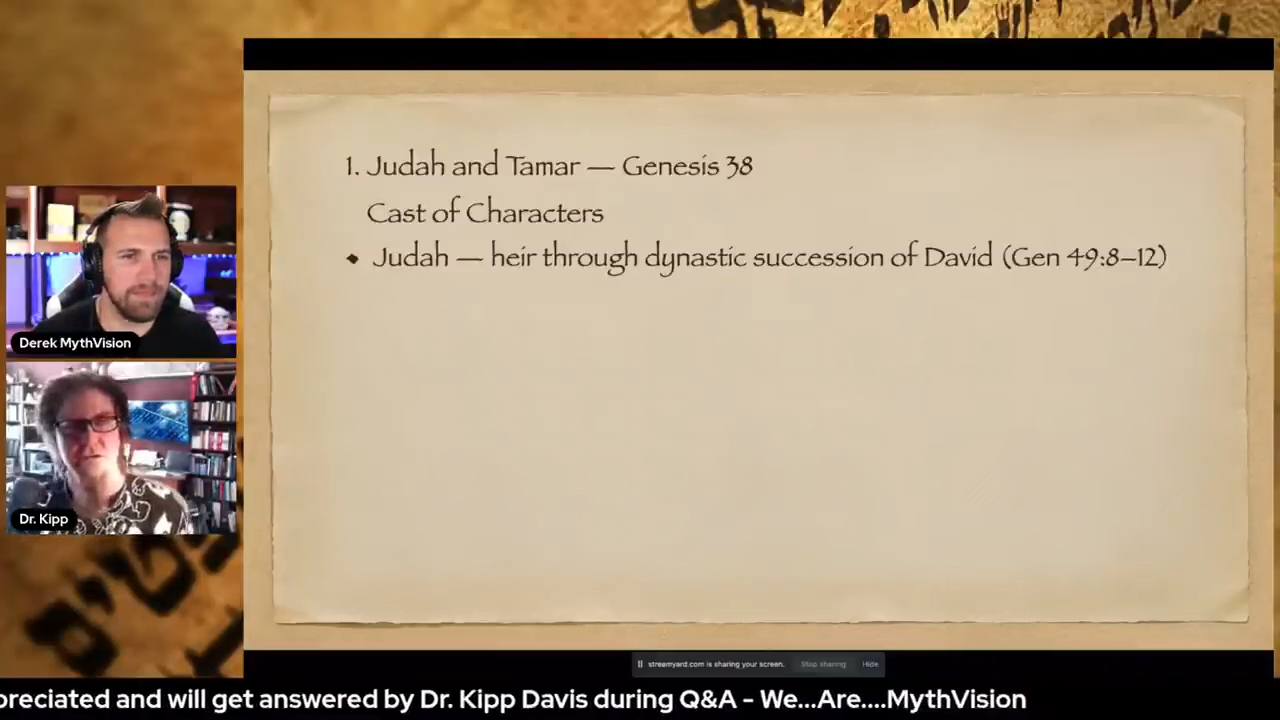 1. Judah and Tamar — Genesis 38
Cast of Characters
◆ Judah — heir through dynastic succession of David (Gen 49:8–12)
Derek MythVision
Dr. Kipp
streamyard.com is sharing your screen. Stop sharing Hide
preciated and will get answered by Dr. Kipp Davis during Q&A - We...Are....MythVision